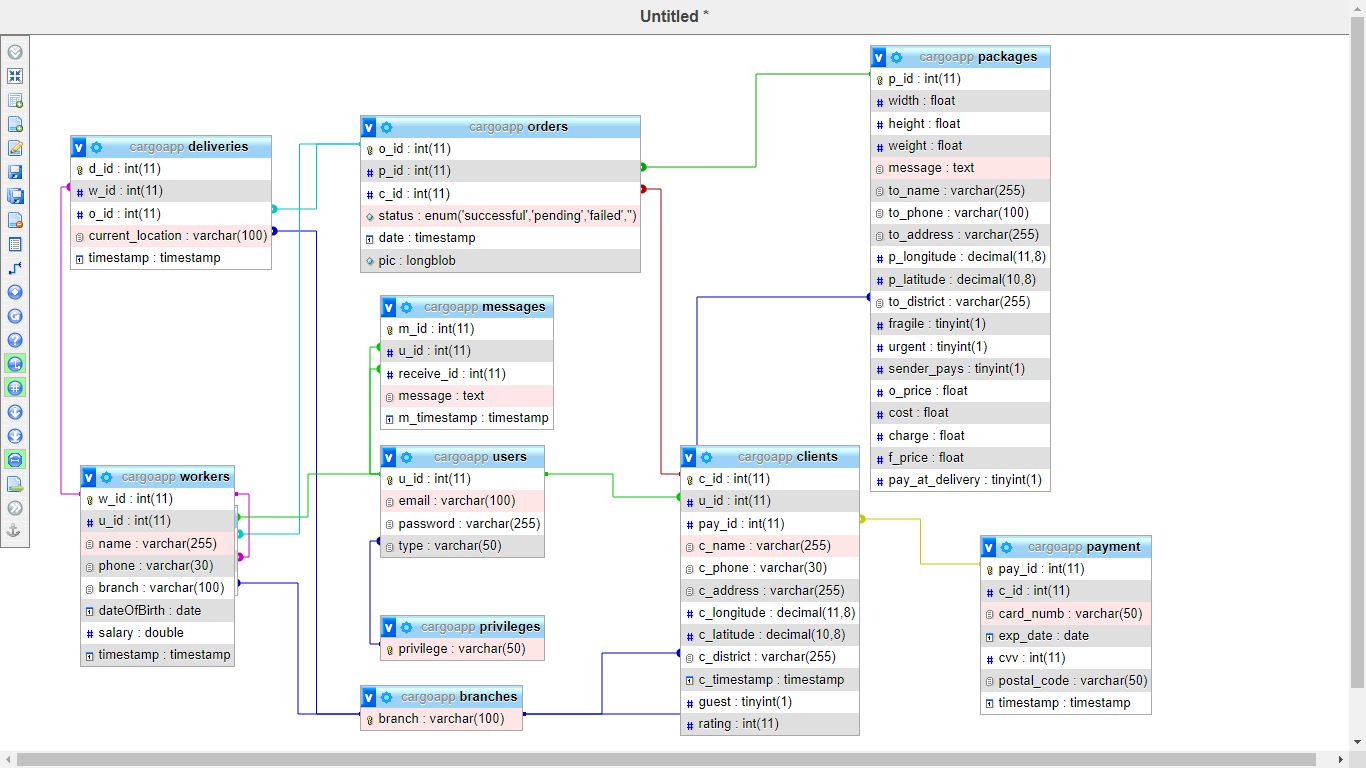 Untitled *
cargoapp deliveries
d_id : int(11)
w_id : int(11)
o_id : int(11)
current_location : varchar(100)
timestamp : timestamp
cargoapp orders
o_id : int(11)
p_id : int(11)
c_id : int(11)
status : enum('successful','pending','failed','')
date : timestamp
pic : longblob
cargoapp packages
p_id : int(11)
width : float
height : float
weight : float
message : text
to_name : varchar(255)
to_phone : varchar(100)
to_address : varchar(255)
p_longitude : decimal(11,8)
p_latitude : decimal(10,8)
to_district : varchar(255)
fragile : tinyint(1)
urgent : tinyint(1)
sender_pays : tinyint(1)
o_price : float
cost : float
charge : float
f_price : float
pay_at_delivery : tinyint(1)
cargoapp messages
m_id : int(11)
u_id : int(11)
receive_id : int(11)
message : text
m_timestamp : timestamp
cargoapp workers
w_id : int(11)
u_id : int(11)
name : varchar(255)
phone : varchar(30)
branch : varchar(100)
dateOfBirth : date
salary : double
timestamp : timestamp
cargoapp users
u_id : int(11)
email : varchar(100)
password : varchar(255)
type : varchar(50)
cargoapp privileges
privilege : varchar(50)
cargoapp branches
branch : varchar(100)
cargoapp clients
c_id : int(11)
u_id : int(11)
pay_id : int(11)
c_name : varchar(255)
c_phone : varchar(30)
c_address : varchar(255)
c_longitude : decimal(11,8)
c_latitude : decimal(10,8)
c_district : varchar(255)
c_timestamp : timestamp
guest : tinyint(1)
rating : int(11)
cargoapp payment
pay_id : int(11)
c_id : int(11)
card_numb : varchar(50)
exp_date : date
cvv : int(11)
postal_code : varchar(50)
timestamp : timestamp